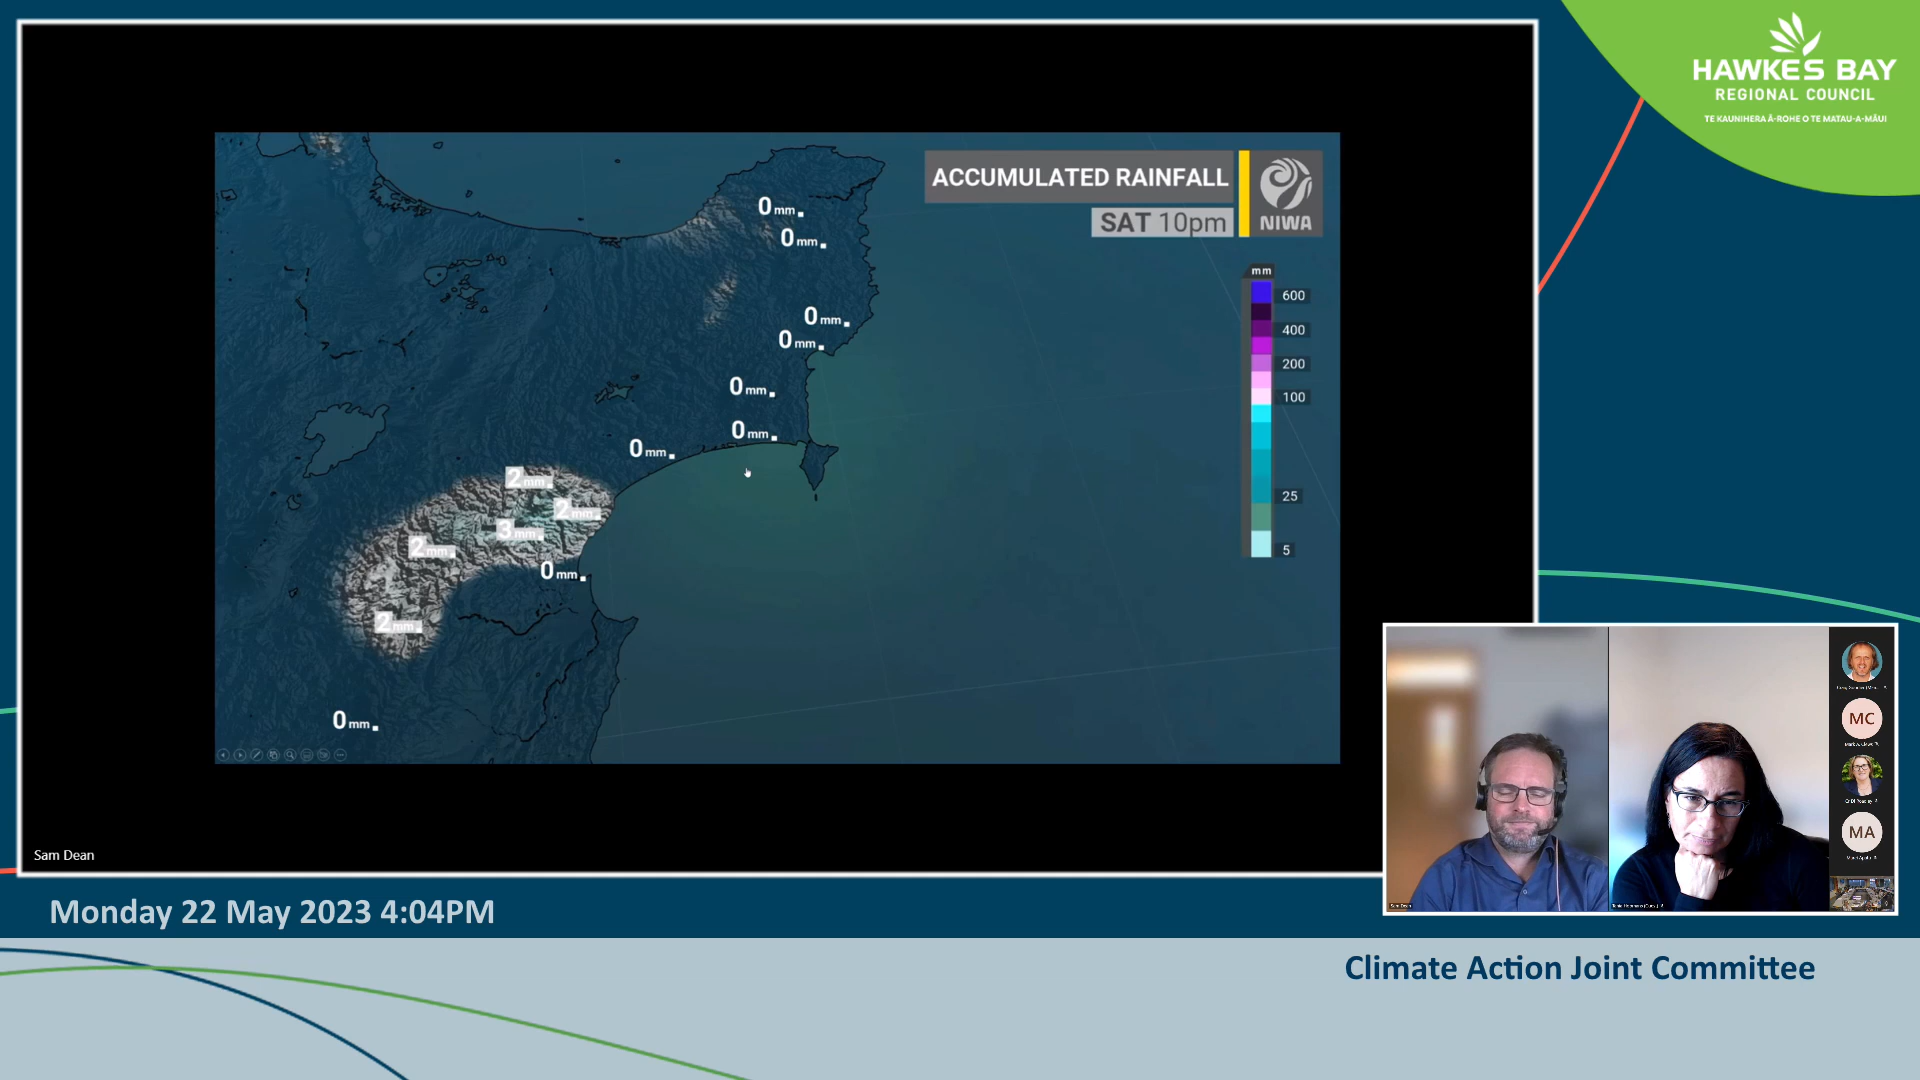 HAWKE'S BAY
REGIONAL COUNCIL
TE KAUNIHERA Ā-ROHE O TE MATAU-A-MĀUI
ACCUMULATED RAINFALL
SAT 10pm
NIWA
mm
600
400
200
100
25
5
0 mm
0 mm
0 mm
0 mm
0 mm
0 mm
0 mm
2 mm
2 mm
3 mm
2 mm
0 mm
2 mm
0 mm
Sam Dean
MC
MA
Sam Dean
Monday 22 May 2023 4:04PM
Climate Action Joint Committee